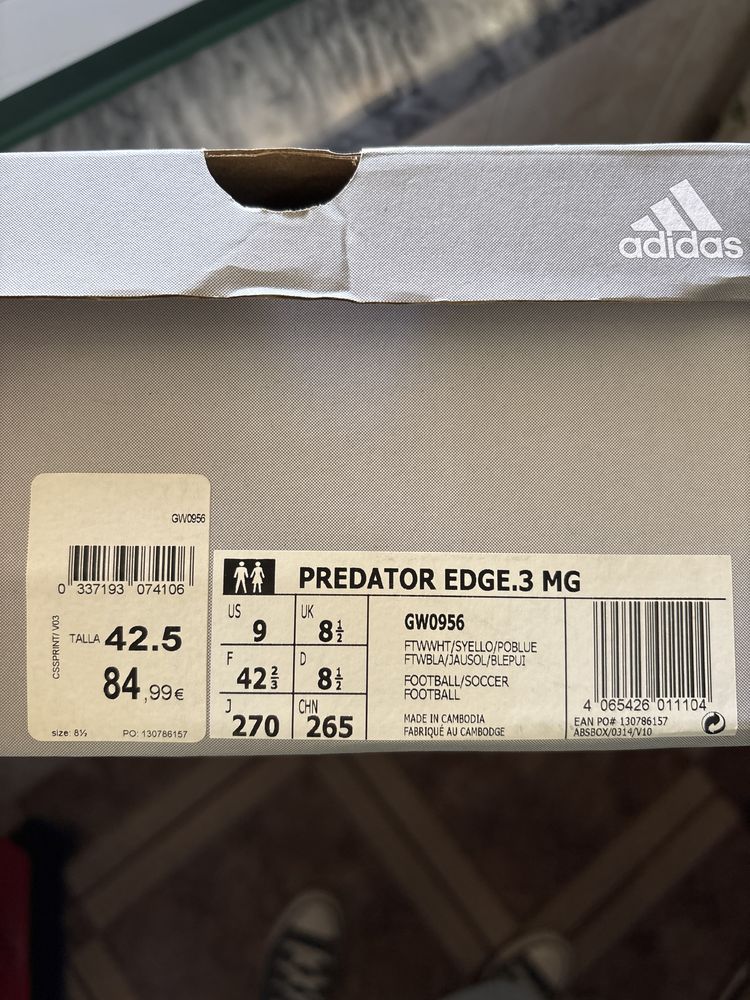 adidas
GW0956
0 337193 074106
CSSPRINT/ V03
TALLA 42.5
84,99€
size: 8½ PO: 130786157
PREDATOR EDGE.3 MG
US 9
UK 8½
F 42⅔
D 8½
J 270
CHN 265
GW0956
FTWWHT/SYELLO/POBLUE
FTWBLA/JAUSOL/BLEPUI
FOOTBALL/SOCCER
FOOTBALL
MADE IN CAMBODIA
FABRIQUÉ AU CAMBODGE
4 065426 011104
EAN PO# 130786157
ABSBOX/0314/V10